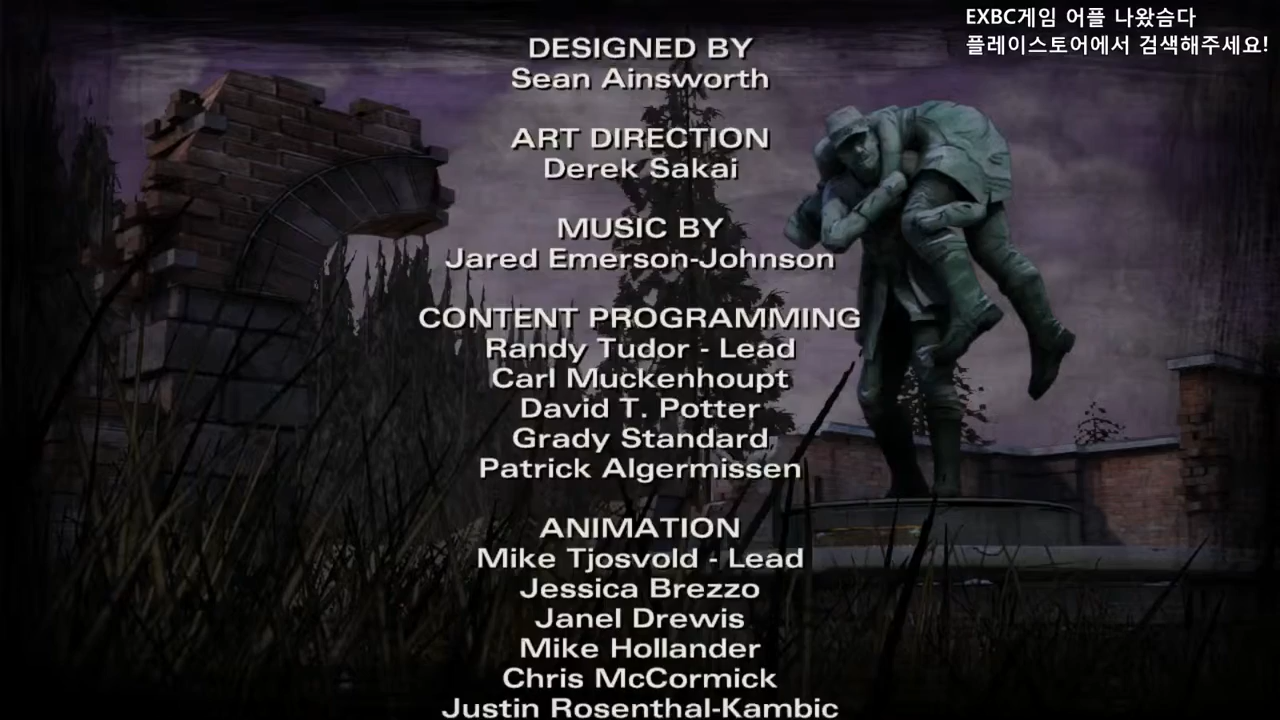 EXBC게임 어플 나왔슴다
플레이스토어에서 검색해주세요!
DESIGNED BY
Sean Ainsworth
ART DIRECTION
Derek Sakai
MUSIC BY
Jared Emerson-Johnson
CONTENT PROGRAMMING
Randy Tudor - Lead
Carl Muckenhoupt
David T. Potter
Grady Standard
Patrick Algermissen
ANIMATION
Mike Tjosvold - Lead
Jessica Brezzo
Janel Drewis
Mike Hollander
Chris McCormick
Justin Rosenthal-Kambic